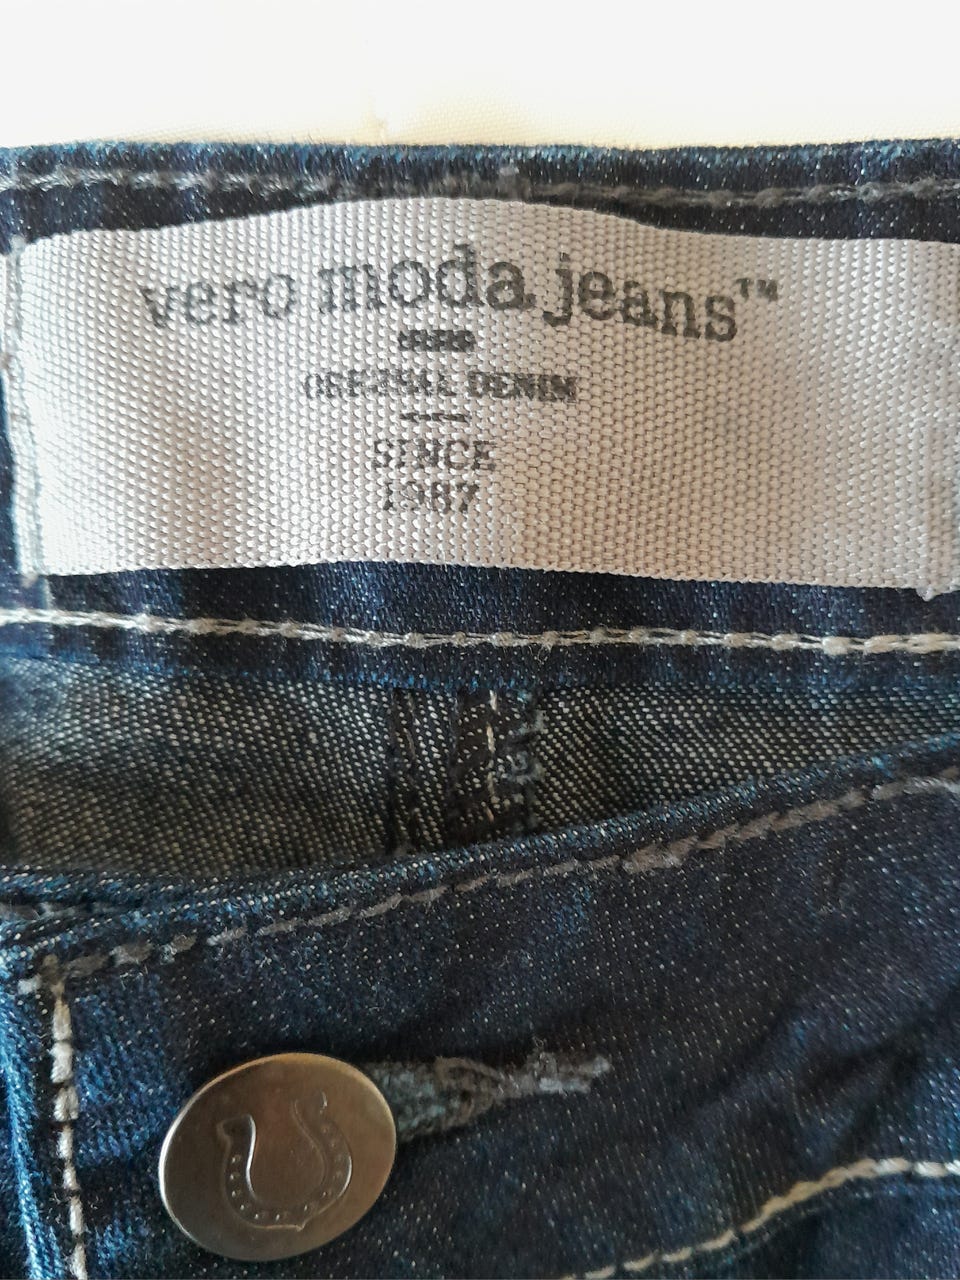 vero moda jeans™
ORIGINAL DENIM
SINCE
1987